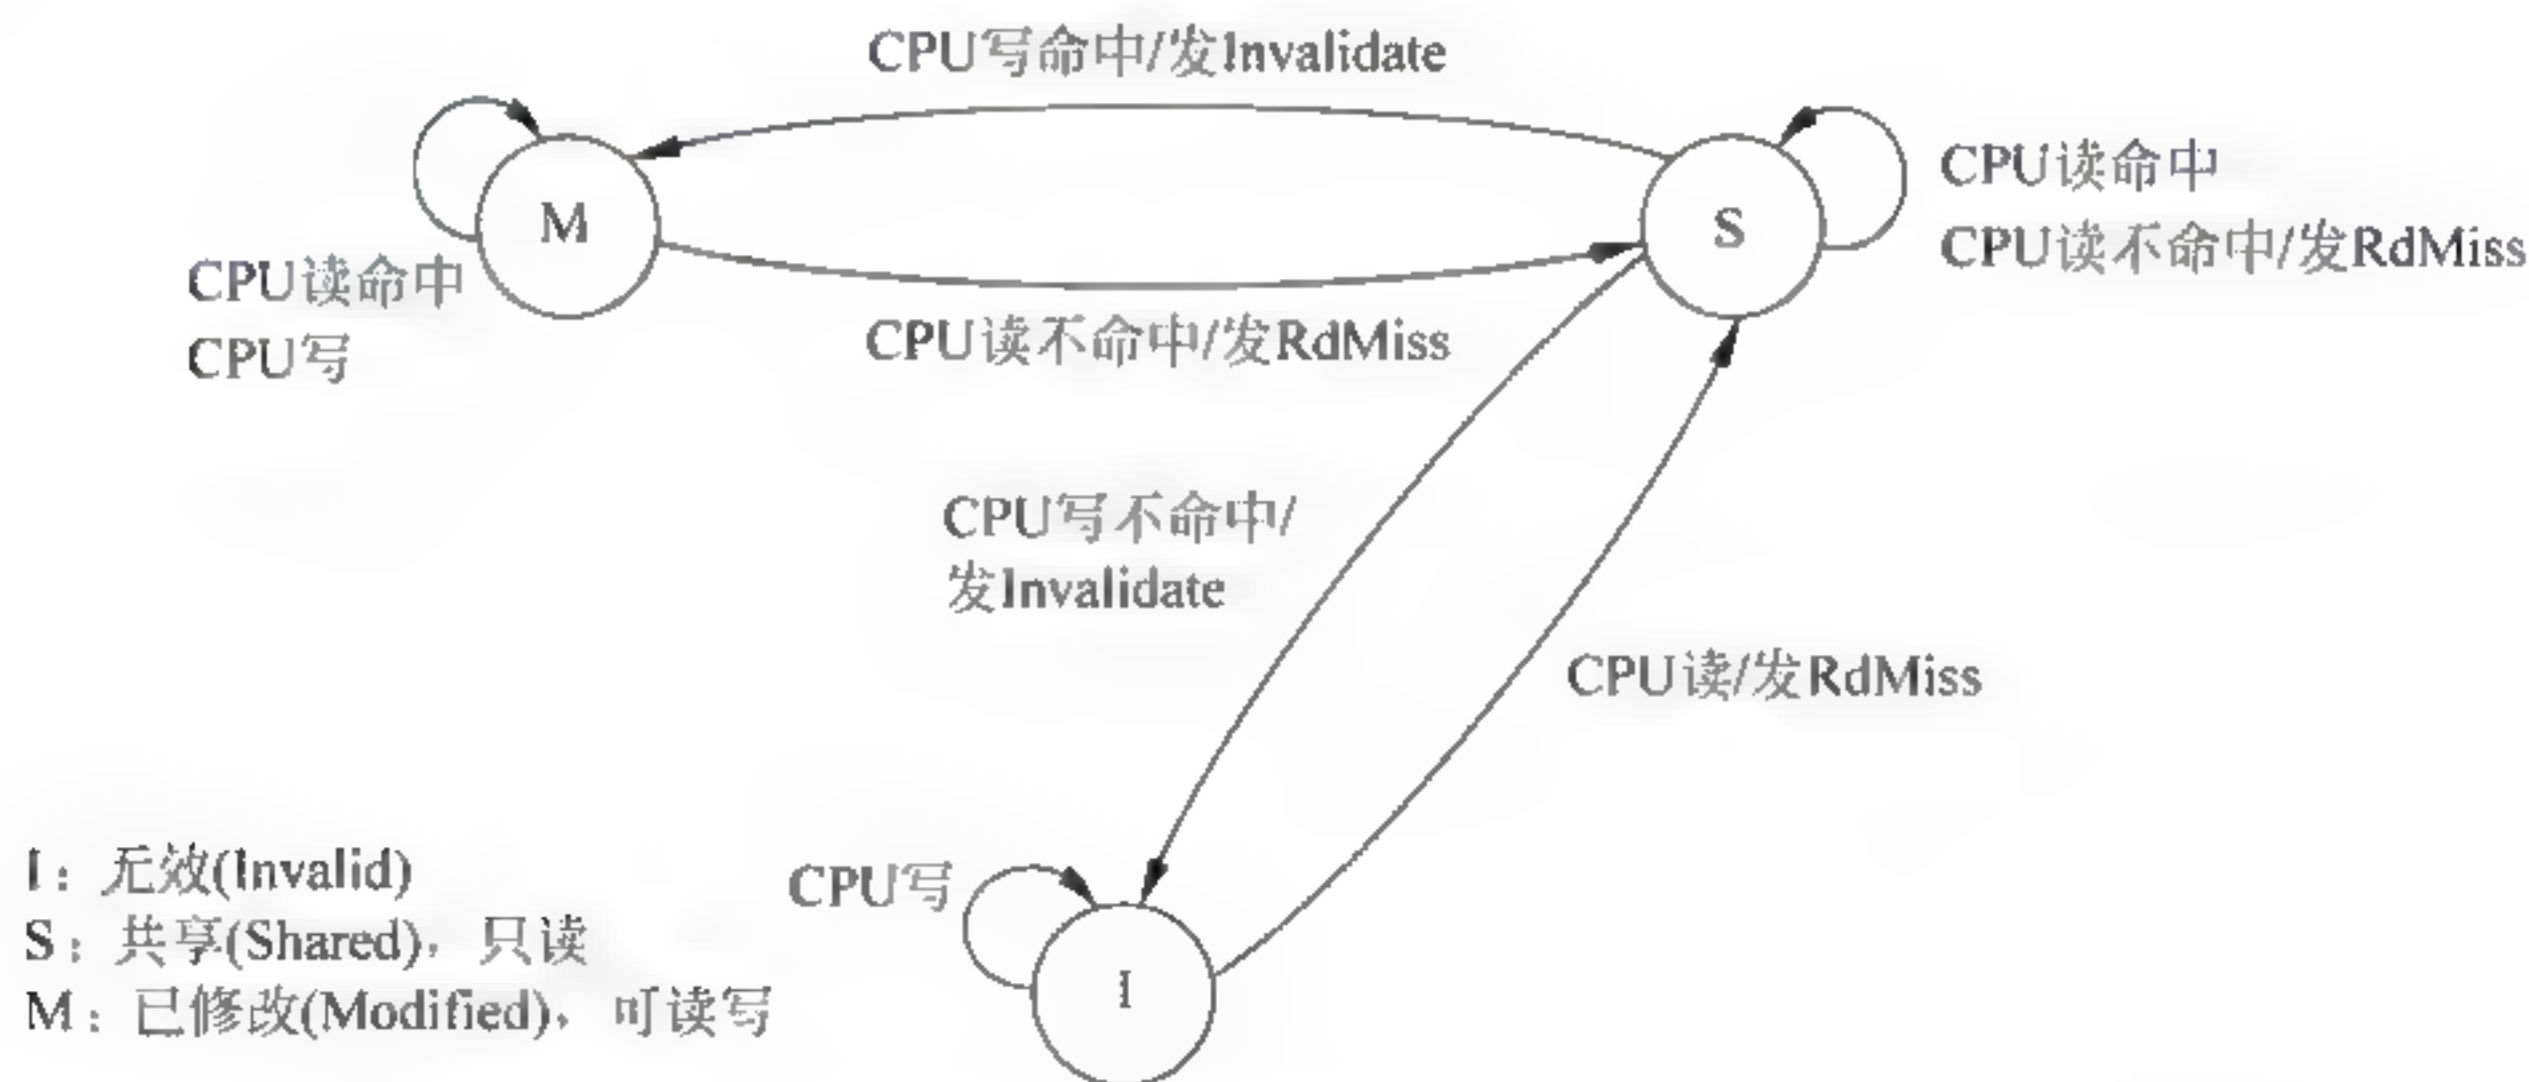 CPU写命中/发Invalidate
M
S
CPU读命中
CPU读不命中/发RdMiss
CPU读命中
CPU写
CPU读不命中/发RdMiss
CPU写不命中/
发Invalidate
CPU读/发RdMiss
CPU写
I
I：无效(Invalid)
S：共享(Shared)，只读
M：已修改(Modified)，可读写